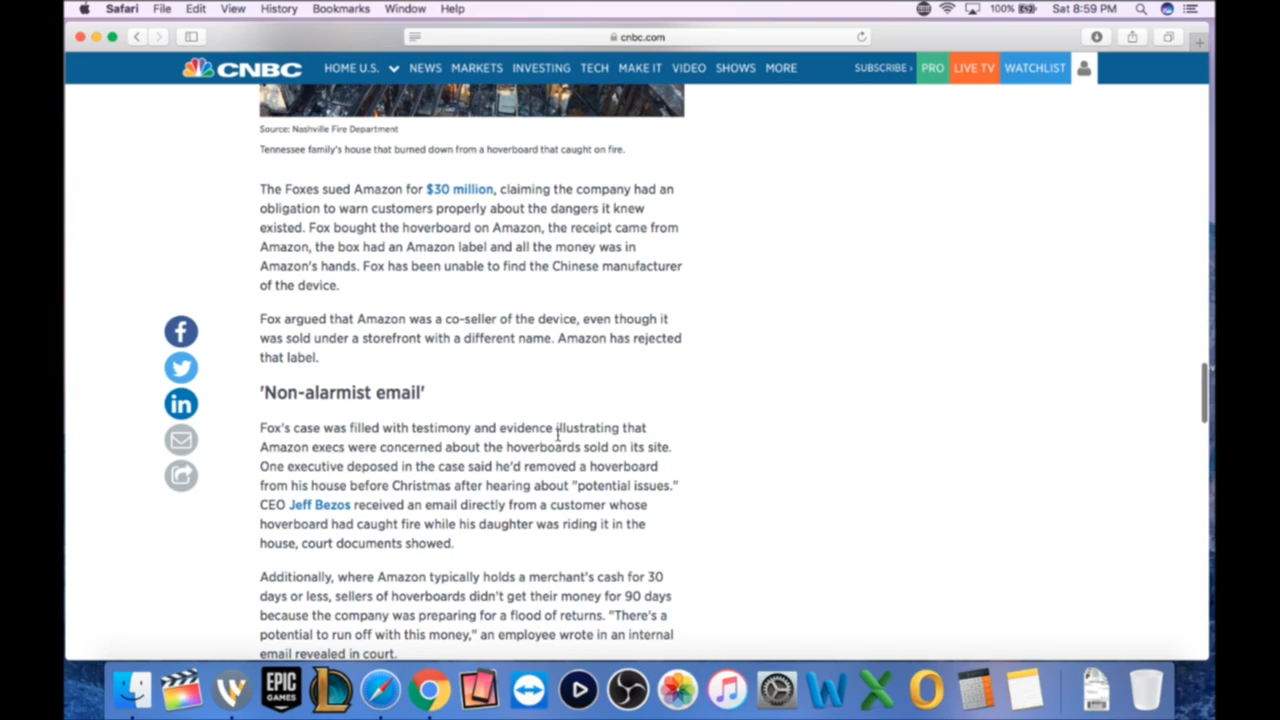 Safari File Edit View History Bookmarks Window Help 100% Sat 8:59 PM
cnbc.com
CNBC HOME U.S. NEWS MARKETS INVESTING TECH MAKE IT VIDEO SHOWS MORE SUBSCRIBE PRO LIVE TV WATCHLIST
Source: Nashville Fire Department
Tennessee family's house that burned down from a hoverboard that caught on fire.
The Foxes sued Amazon for $30 million, claiming the company had an
obligation to warn customers properly about the dangers it knew
existed. Fox bought the hoverboard on Amazon, the receipt came from
Amazon, the box had an Amazon label and all the money was in
Amazon's hands. Fox has been unable to find the Chinese manufacturer
of the device.
Fox argued that Amazon was a co-seller of the device, even though it
was sold under a storefront with a different name. Amazon has rejected
that label.
'Non-alarmist email'
Fox's case was filled with testimony and evidence illustrating that
Amazon execs were concerned about the hoverboards sold on its site.
One executive deposed in the case said he'd removed a hoverboard
from his house before Christmas after hearing about "potential issues."
CEO Jeff Bezos received an email directly from a customer whose
hoverboard had caught fire while his daughter was riding it in the
house, court documents showed.
Additionally, where Amazon typically holds a merchant's cash for 30
days or less, sellers of hoverboards didn't get their money for 90 days
because the company was preparing for a flood of returns. "There's a
potential to run off with this money," an employee wrote in an internal
email revealed in court.
EPIC
GAMES